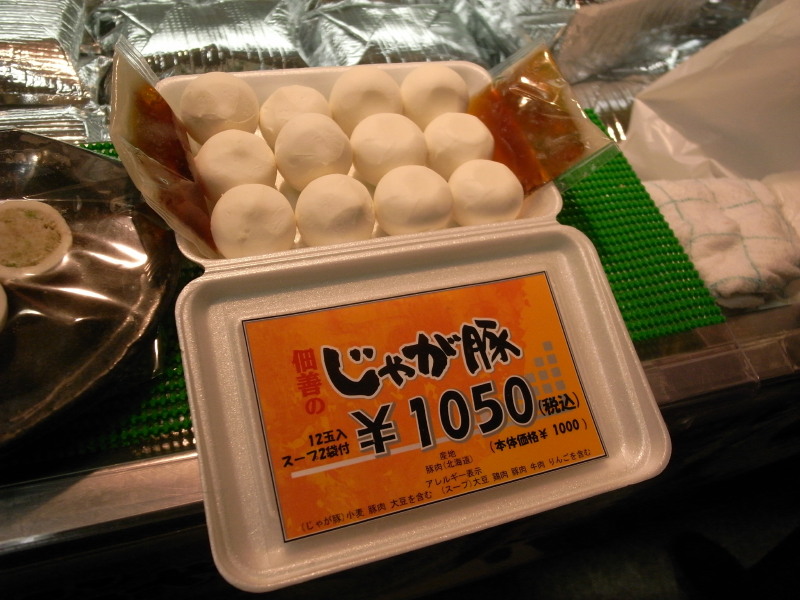 佃善の
じゃが豚
12玉入
スープ2袋付
¥1050(税込)
(本体価格¥1000)
産地
豚肉(北海道)
アレルギー表示
(じゃが豚)小麦 豚肉 大豆を含む (スープ)大豆 鶏肉 豚肉 牛肉 りんごを含む